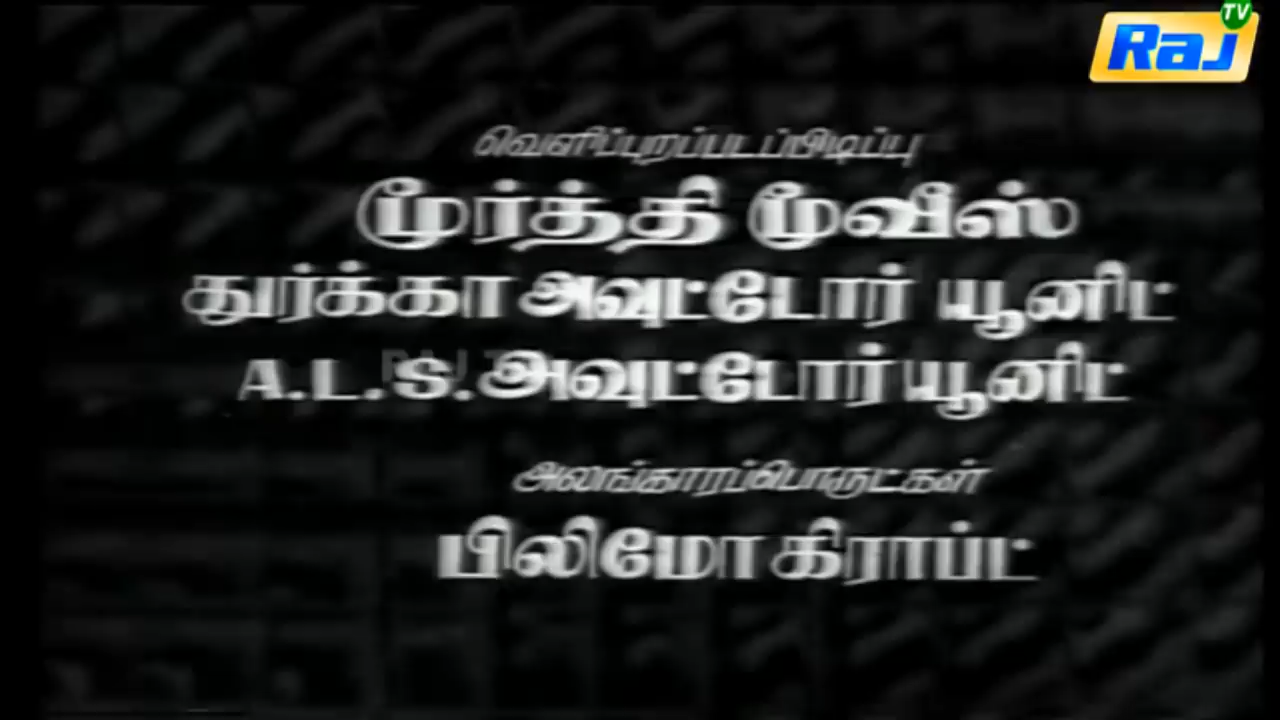 TV
Raj
வெளிப்புறப்படப்பிடிப்பு
மூர்த்தி மூவீஸ்
துர்க்கா அவுட்டோர் யூனிட்
A.L.S. அவுட்டோர் யூனிட்
அலங்காரப்பொருட்கள்
பிலிமோ கிராப்ட்